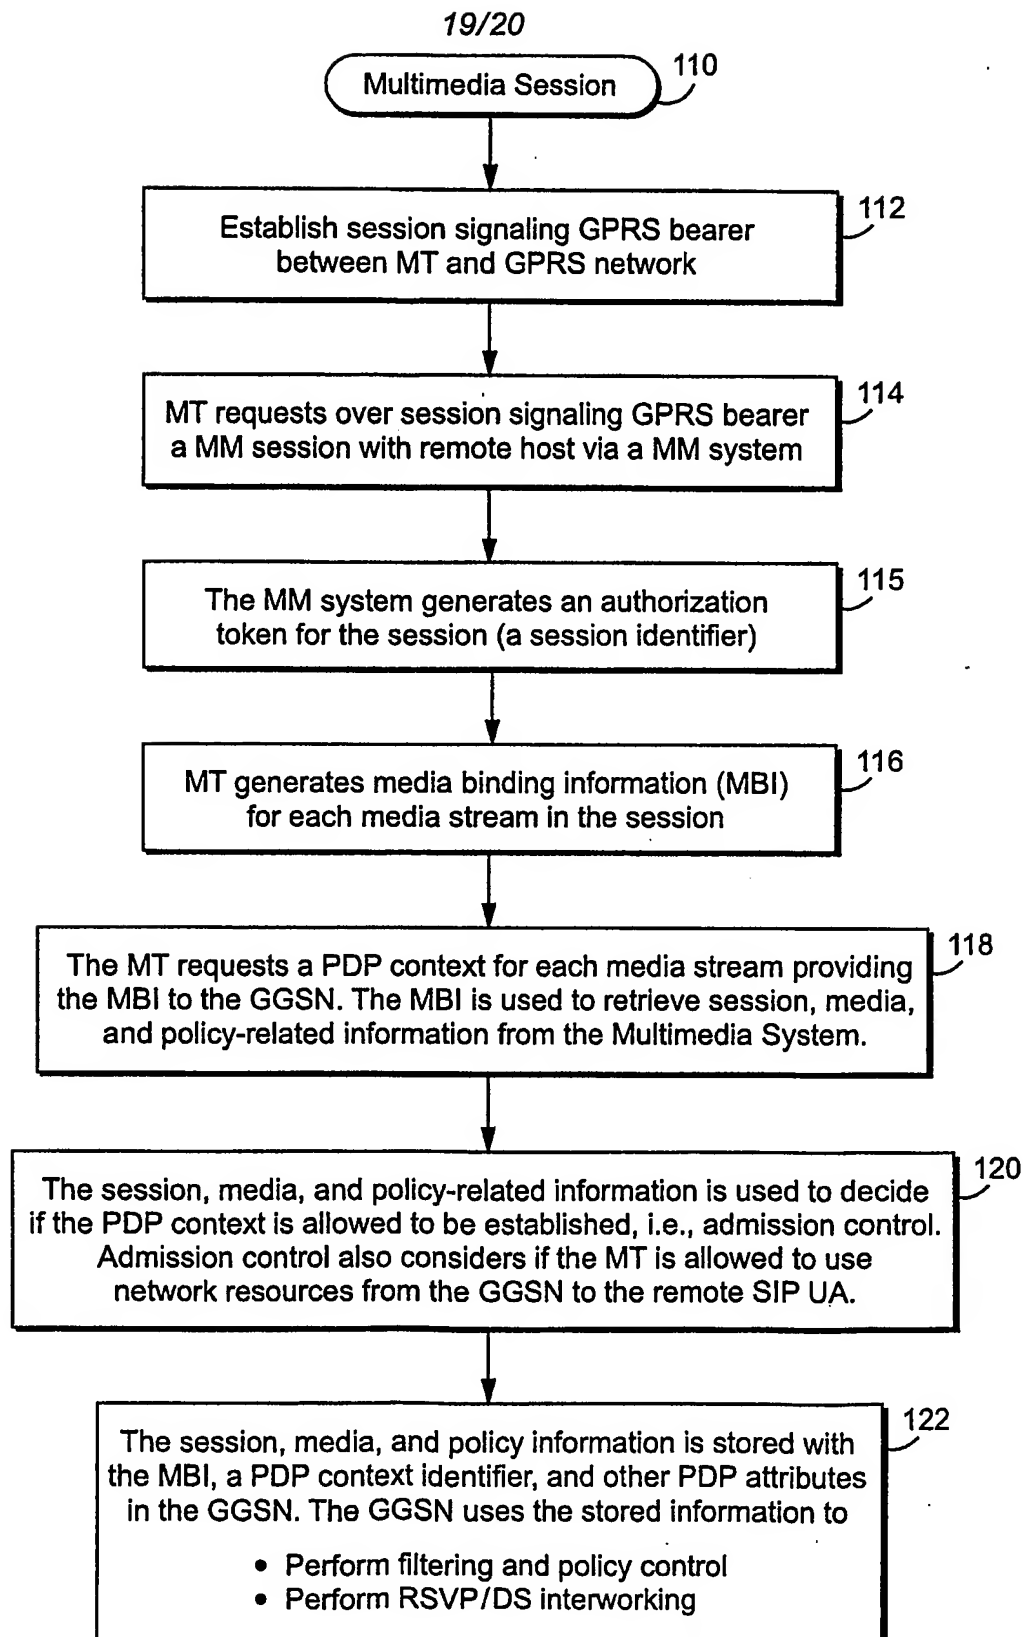 19/20
Multimedia Session
110
112
Establish session signaling GPRS bearer
between MT and GPRS network
114
MT requests over session signaling GPRS bearer
a MM session with remote host via a MM system
115
The MM system generates an authorization
token for the session (a session identifier)
116
MT generates media binding information (MBI)
for each media stream in the session
118
The MT requests a PDP context for each media stream providing
the MBI to the GGSN. The MBI is used to retrieve session, media,
and policy-related information from the Multimedia System.
120
The session, media, and policy-related information is used to decide
if the PDP context is allowed to be established, i.e., admission control.
Admission control also considers if the MT is allowed to use
network resources from the GGSN to the remote SIP UA.
122
The session, media, and policy information is stored with
the MBI, a PDP context identifier, and other PDP attributes
in the GGSN. The GGSN uses the stored information to
• Perform filtering and policy control
• Perform RSVP/DS interworking